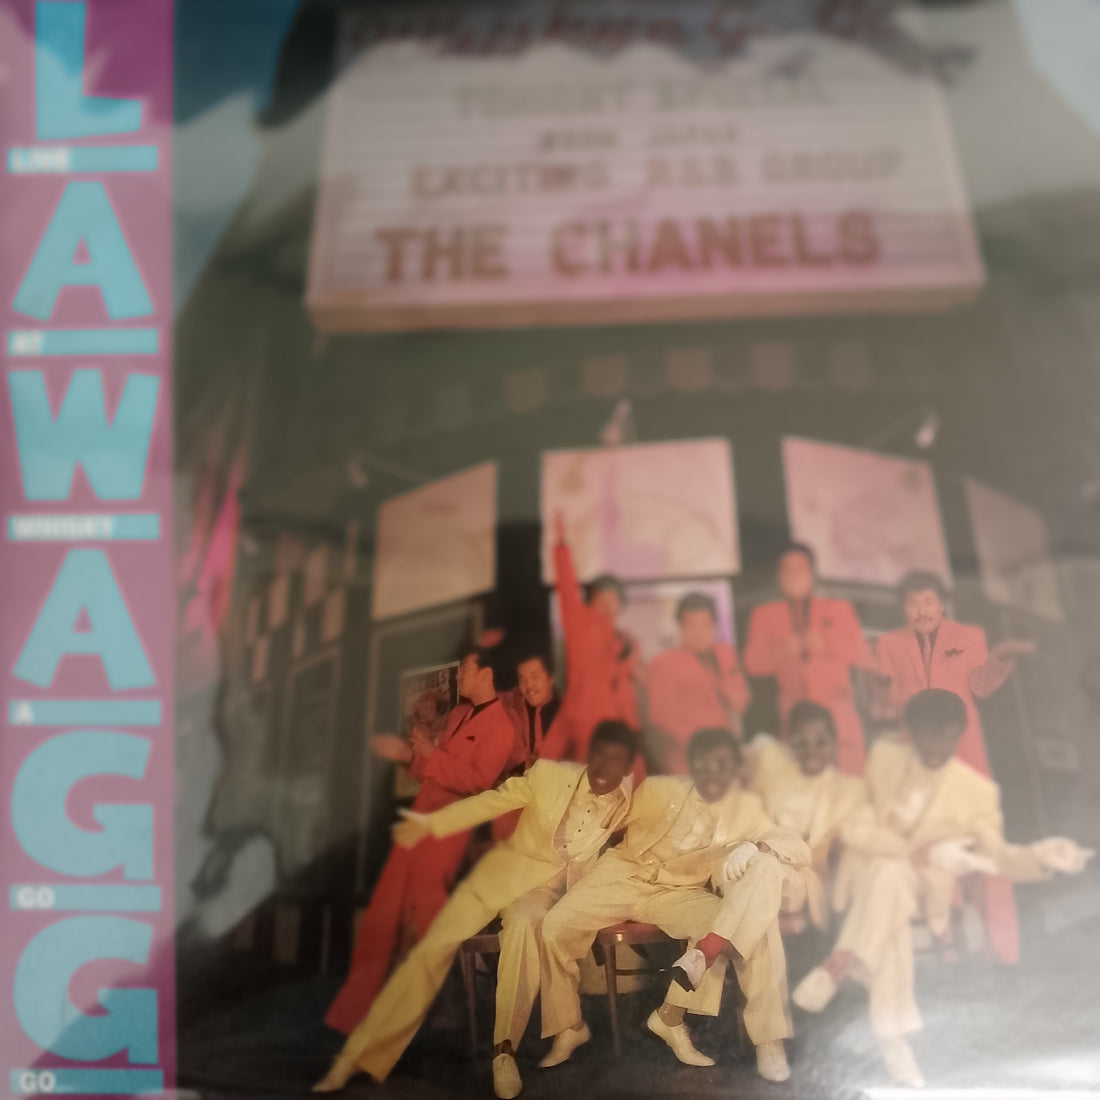 L
LIVE
A
AT
W
WHISKY
A
A
G
GO
G
GO
TONIGHT SPECIAL
FROM JAPAN
EXCITING R&B GROUP
THE CHANELS